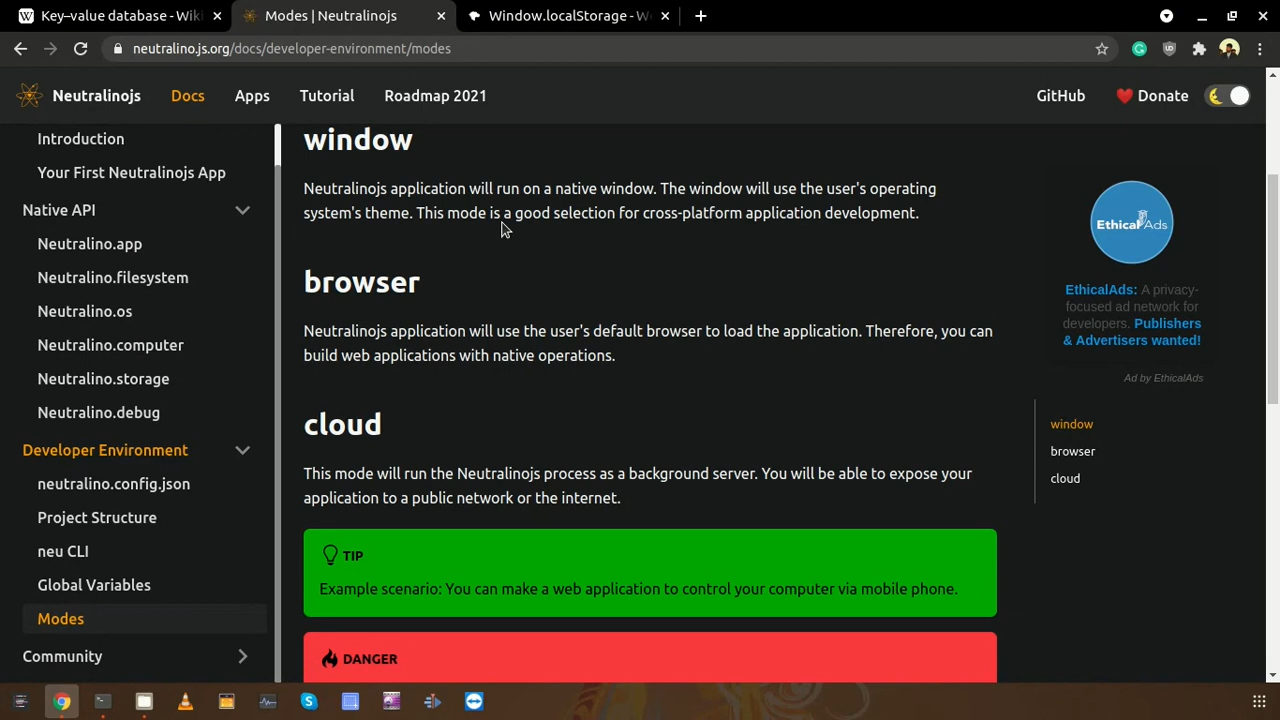 Key–value database - Wiki
Modes | Neutralinojs
Window.localStorage - We
neutralino.js.org/docs/developer-environment/modes
Neutralinojs
Docs
Apps
Tutorial
Roadmap 2021
GitHub
Donate
Introduction
Your First Neutralinojs App
Native API
Neutralino.app
Neutralino.filesystem
Neutralino.os
Neutralino.computer
Neutralino.storage
Neutralino.debug
Developer Environment
neutralino.config.json
Project Structure
neu CLI
Global Variables
Modes
Community
window
Neutralinojs application will run on a native window. The window will use the user's operating
system's theme. This mode is a good selection for cross-platform application development.
browser
Neutralinojs application will use the user's default browser to load the application. Therefore, you can
build web applications with native operations.
cloud
This mode will run the Neutralinojs process as a background server. You will be able to expose your
application to a public network or the internet.
TIP
Example scenario: You can make a web application to control your computer via mobile phone.
DANGER
Ethical Ads
EthicalAds: A privacy-
focused ad network for
developers. Publishers
& Advertisers wanted!
Ad by EthicalAds
window
browser
cloud